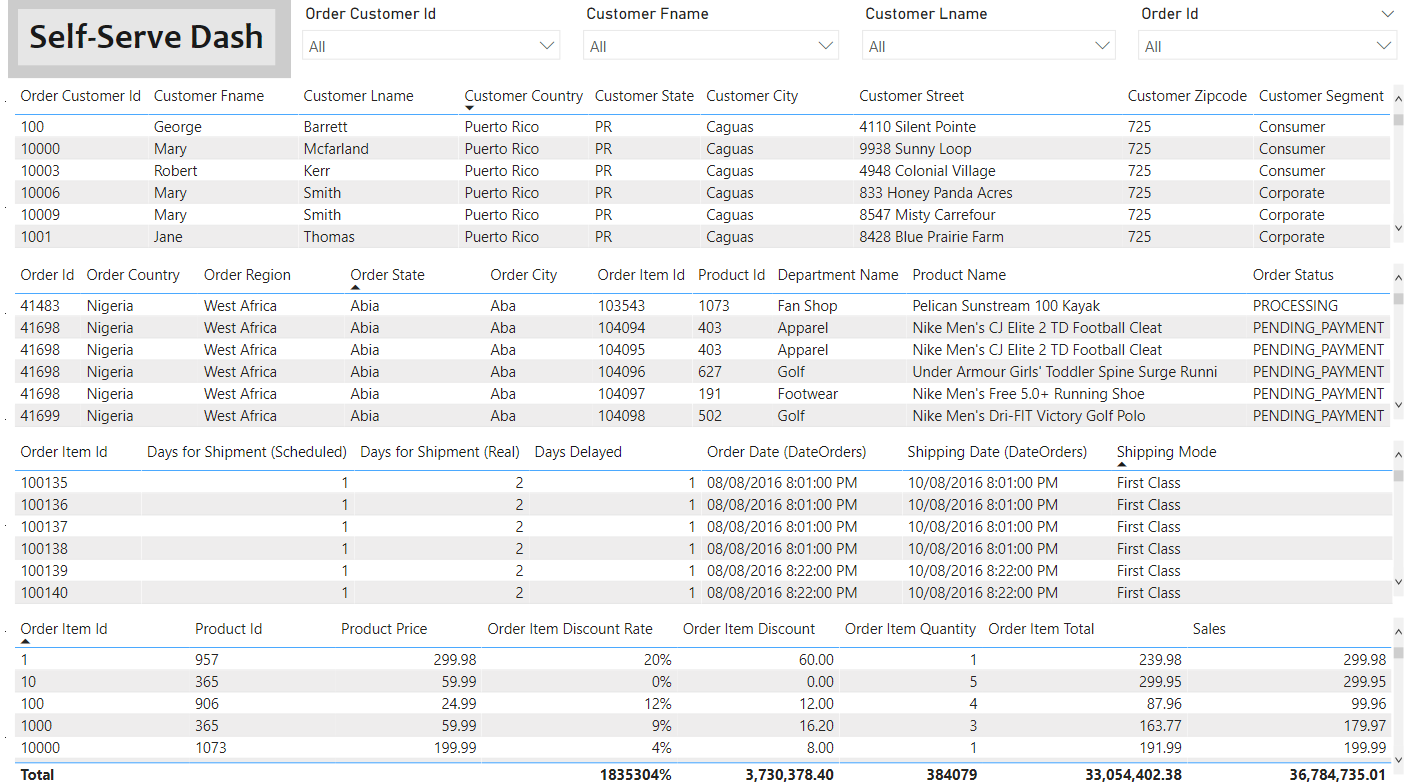 Self-Serve Dash
Order Customer Id Customer Fname Customer Lname Order Id
All All All All
Order Customer Id Customer Fname Customer Lname Customer Country Customer State Customer City Customer Street Customer Zipcode Customer Segment
100 George Barrett Puerto Rico PR Caguas 4110 Silent Pointe 725 Consumer
10000 Mary Mcfarland Puerto Rico PR Caguas 9938 Sunny Loop 725 Consumer
10003 Robert Kerr Puerto Rico PR Caguas 4948 Colonial Village 725 Consumer
10006 Mary Smith Puerto Rico PR Caguas 833 Honey Panda Acres 725 Corporate
10009 Mary Smith Puerto Rico PR Caguas 8547 Misty Carrefour 725 Corporate
1001 Jane Thomas Puerto Rico PR Caguas 8428 Blue Prairie Farm 725 Corporate
Order Id Order Country Order Region Order State Order City Order Item Id Product Id Department Name Product Name Order Status
41483 Nigeria West Africa Abia Aba 103543 1073 Fan Shop Pelican Sunstream 100 Kayak PROCESSING
41698 Nigeria West Africa Abia Aba 104094 403 Apparel Nike Men's CJ Elite 2 TD Football Cleat PENDING_PAYMENT
41698 Nigeria West Africa Abia Aba 104095 403 Apparel Nike Men's CJ Elite 2 TD Football Cleat PENDING_PAYMENT
41698 Nigeria West Africa Abia Aba 104096 627 Golf Under Armour Girls' Toddler Spine Surge Runni PENDING_PAYMENT
41698 Nigeria West Africa Abia Aba 104097 191 Footwear Nike Men's Free 5.0+ Running Shoe PENDING_PAYMENT
41699 Nigeria West Africa Abia Aba 104098 502 Golf Nike Men's Dri-FIT Victory Golf Polo PENDING_PAYMENT
Order Item Id Days for Shipment (Scheduled) Days for Shipment (Real) Days Delayed Order Date (DateOrders) Shipping Date (DateOrders) Shipping Mode
100135 1 2 1 08/08/2016 8:01:00 PM 10/08/2016 8:01:00 PM First Class
100136 1 2 1 08/08/2016 8:01:00 PM 10/08/2016 8:01:00 PM First Class
100137 1 2 1 08/08/2016 8:01:00 PM 10/08/2016 8:01:00 PM First Class
100138 1 2 1 08/08/2016 8:01:00 PM 10/08/2016 8:01:00 PM First Class
100139 1 2 1 08/08/2016 8:22:00 PM 10/08/2016 8:22:00 PM First Class
100140 1 2 1 08/08/2016 8:22:00 PM 10/08/2016 8:22:00 PM First Class
Order Item Id Product Id Product Price Order Item Discount Rate Order Item Discount Order Item Quantity Order Item Total Sales
1 957 299.98 20% 60.00 1 239.98 299.98
10 365 59.99 0% 0.00 5 299.95 299.95
100 906 24.99 12% 12.00 4 87.96 99.96
1000 365 59.99 9% 16.20 3 163.77 179.97
10000 1073 199.99 4% 8.00 1 191.99 199.99
Total 1835304% 3,730,378.40 384079 33,054,402.38 36,784,735.01